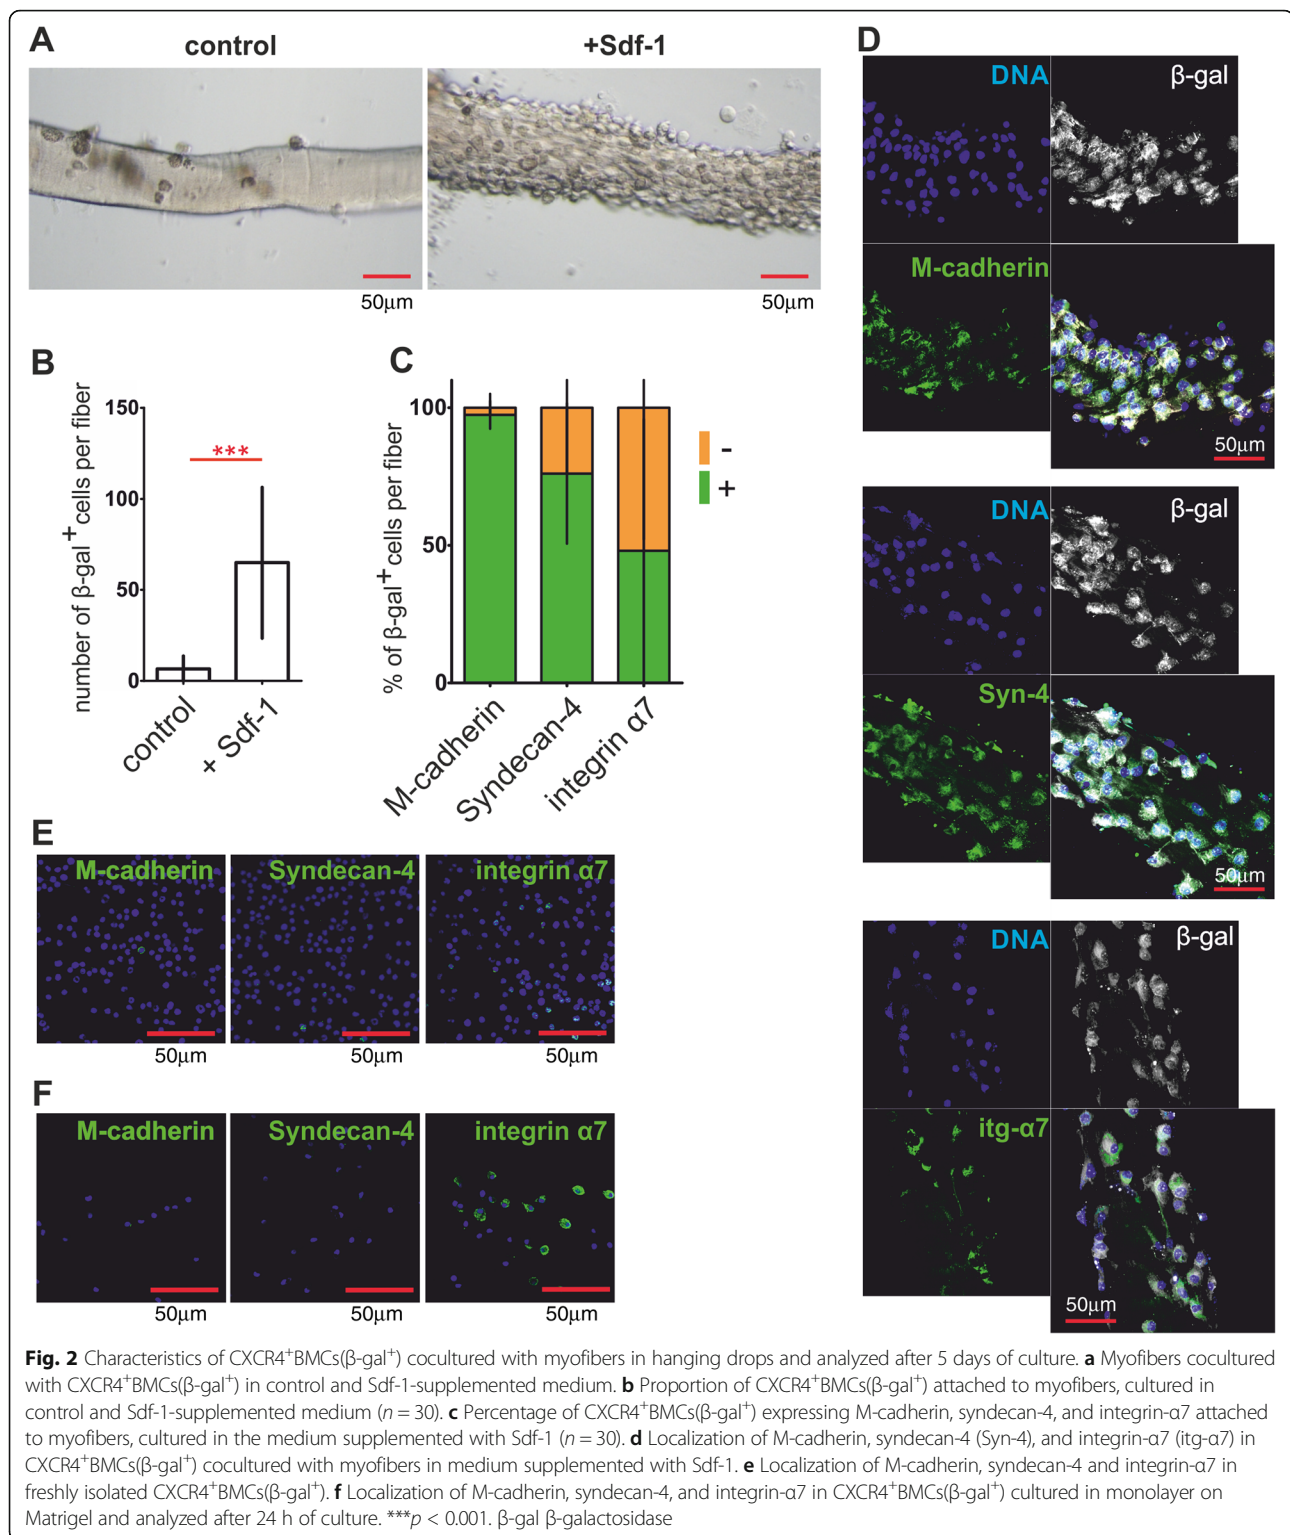 A
control
+Sdf-1
50µm
50µm
B
number of β-gal⁺ cells per fiber
150
100
50
0
***
control
+ Sdf-1
C
% of β-gal⁺ cells per fiber
100
50
0
-
+
M-cadherin
Syndecan-4
integrin α7
D
DNA
β-gal
M-cadherin
50µm
DNA
β-gal
Syn-4
50µm
DNA
β-gal
itg-α7
50µm
E
M-cadherin
Syndecan-4
integrin α7
50µm
50µm
50µm
F
M-cadherin
Syndecan-4
integrin α7
50µm
50µm
50µm
Fig. 2 Characteristics of CXCR4⁺BMCs(β-gal⁺) cocultured with myofibers in hanging drops and analyzed after 5 days of culture. a Myofibers cocultured
with CXCR4⁺BMCs(β-gal⁺) in control and Sdf-1-supplemented medium. b Proportion of CXCR4⁺BMCs(β-gal⁺) attached to myofibers, cultured in
control and Sdf-1-supplemented medium (n = 30). c Percentage of CXCR4⁺BMCs(β-gal⁺) expressing M-cadherin, syndecan-4, and integrin-α7 attached
to myofibers, cultured in the medium supplemented with Sdf-1 (n = 30). d Localization of M-cadherin, syndecan-4 (Syn-4), and integrin-α7 (itg-α7) in
CXCR4⁺BMCs(β-gal⁺) cocultured with myofibers in medium supplemented with Sdf-1. e Localization of M-cadherin, syndecan-4 and integrin-α7 in
freshly isolated CXCR4⁺BMCs(β-gal⁺). f Localization of M-cadherin, syndecan-4, and integrin-α7 in CXCR4⁺BMCs(β-gal⁺) cultured in monolayer on
Matrigel and analyzed after 24 h of culture. ***p < 0.001. β-gal β-galactosidase